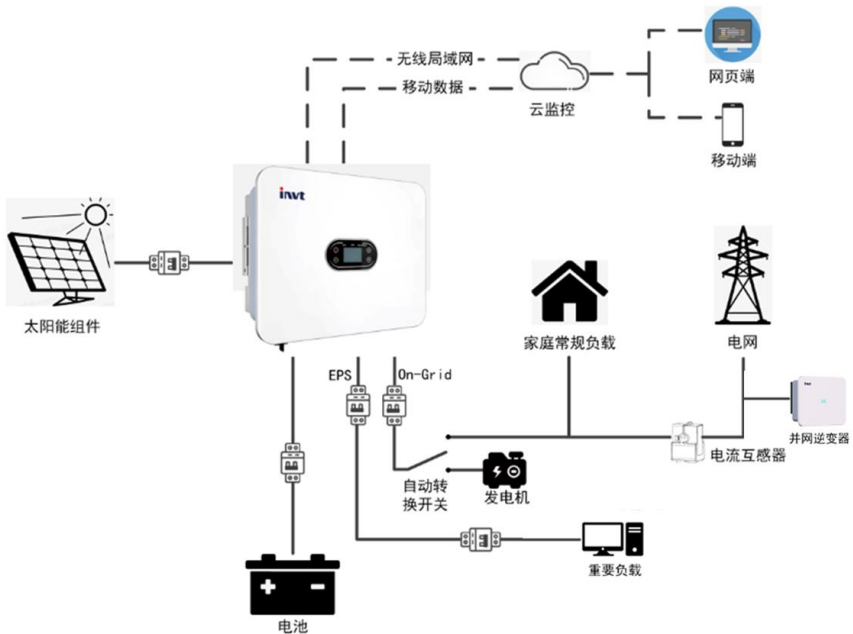 无线局域网
移动数据
云监控
网页端
移动端
invt
太阳能组件
家庭常规负载
电网
EPS
On-Grid
invt
并网逆变器
电流互感器
自动转
换开关
发电机
重要负载
电池